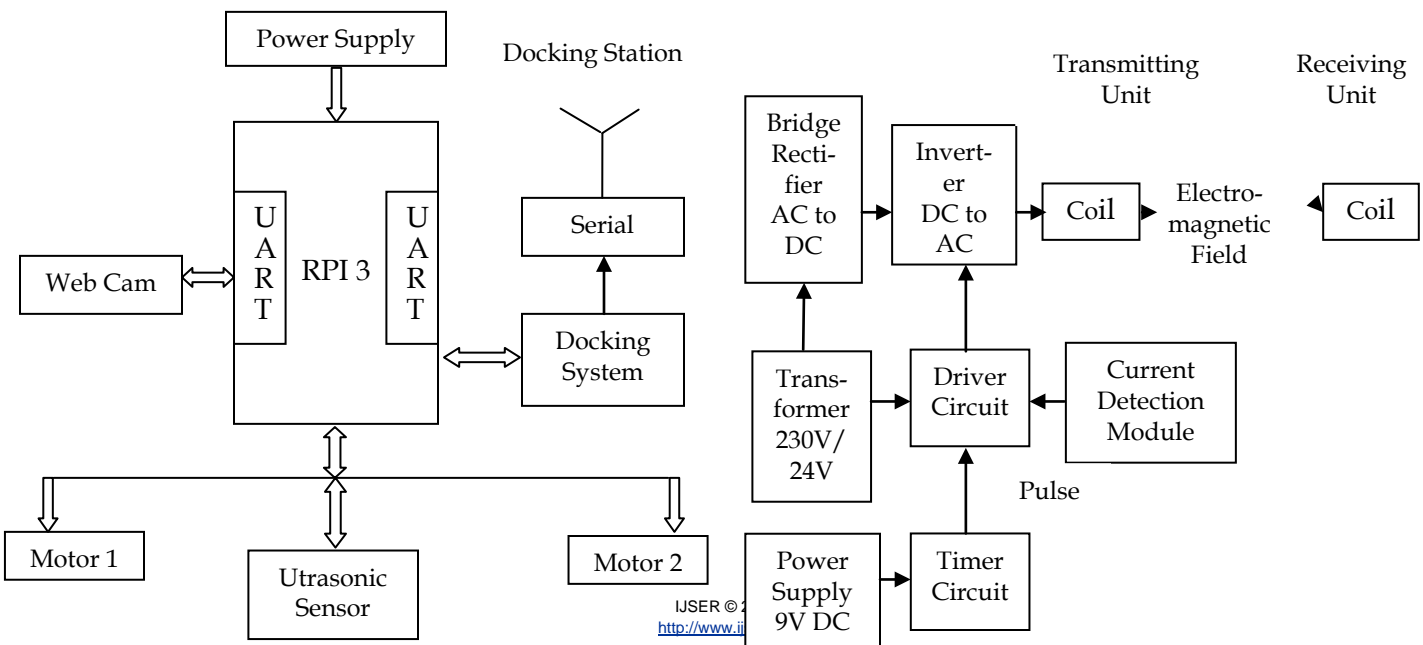 Power Supply
Docking Station
U
A
R
T
RPI 3
U
A
R
T
Web Cam
Serial
Docking
System
Motor 1
Utrasonic
Sensor
Motor 2
Transmitting
Unit
Receiving
Unit
Bridge
Recti-
fier
AC to
DC
Invert-
er
DC to
AC
Coil
Electro-
magnetic
Field
Coil
Trans-
former
230V/
24V
Driver
Circuit
Current
Detection
Module
Pulse
Power
Supply
9V DC
Timer
Circuit
IJSER ©
http://www.ij